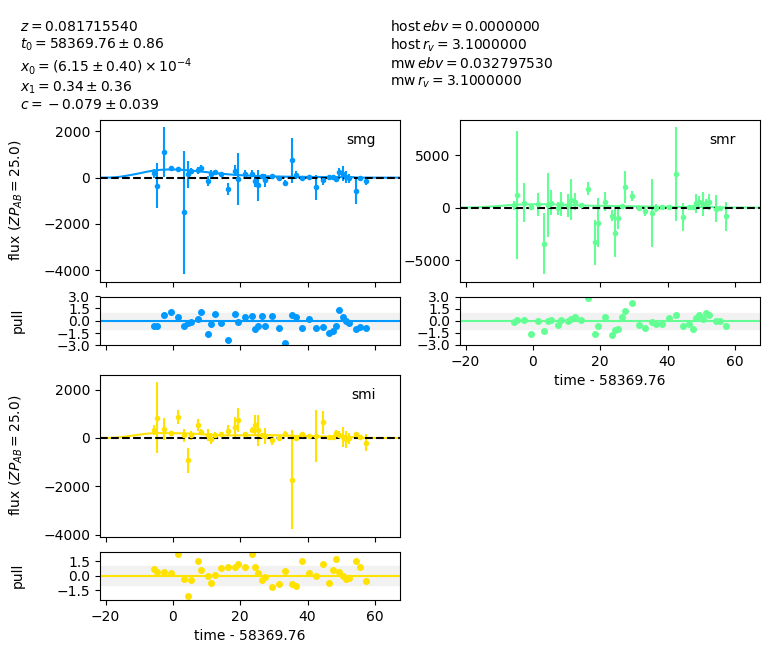 z = 0.081715540
t₀ = 58369.76 ± 0.86
x₀ = (6.15 ± 0.40) × 10⁻⁴
x₁ = 0.34 ± 0.36
c = −0.079 ± 0.039
host ebv = 0.0000000
host r_v = 3.1000000
mw ebv = 0.032797530
mw r_v = 3.1000000
flux (ZP_AB = 25.0)
2000
0
−2000
−4000
smg
5000
0
−5000
smr
pull
3.0
1.5
0.0
−1.5
−3.0
3.0
1.5
0.0
−1.5
−3.0
−20 0 20 40 60
time - 58369.76
flux (ZP_AB = 25.0)
2000
0
−2000
−4000
smi
pull
1.5
0.0
−1.5
−20 0 20 40 60
time - 58369.76